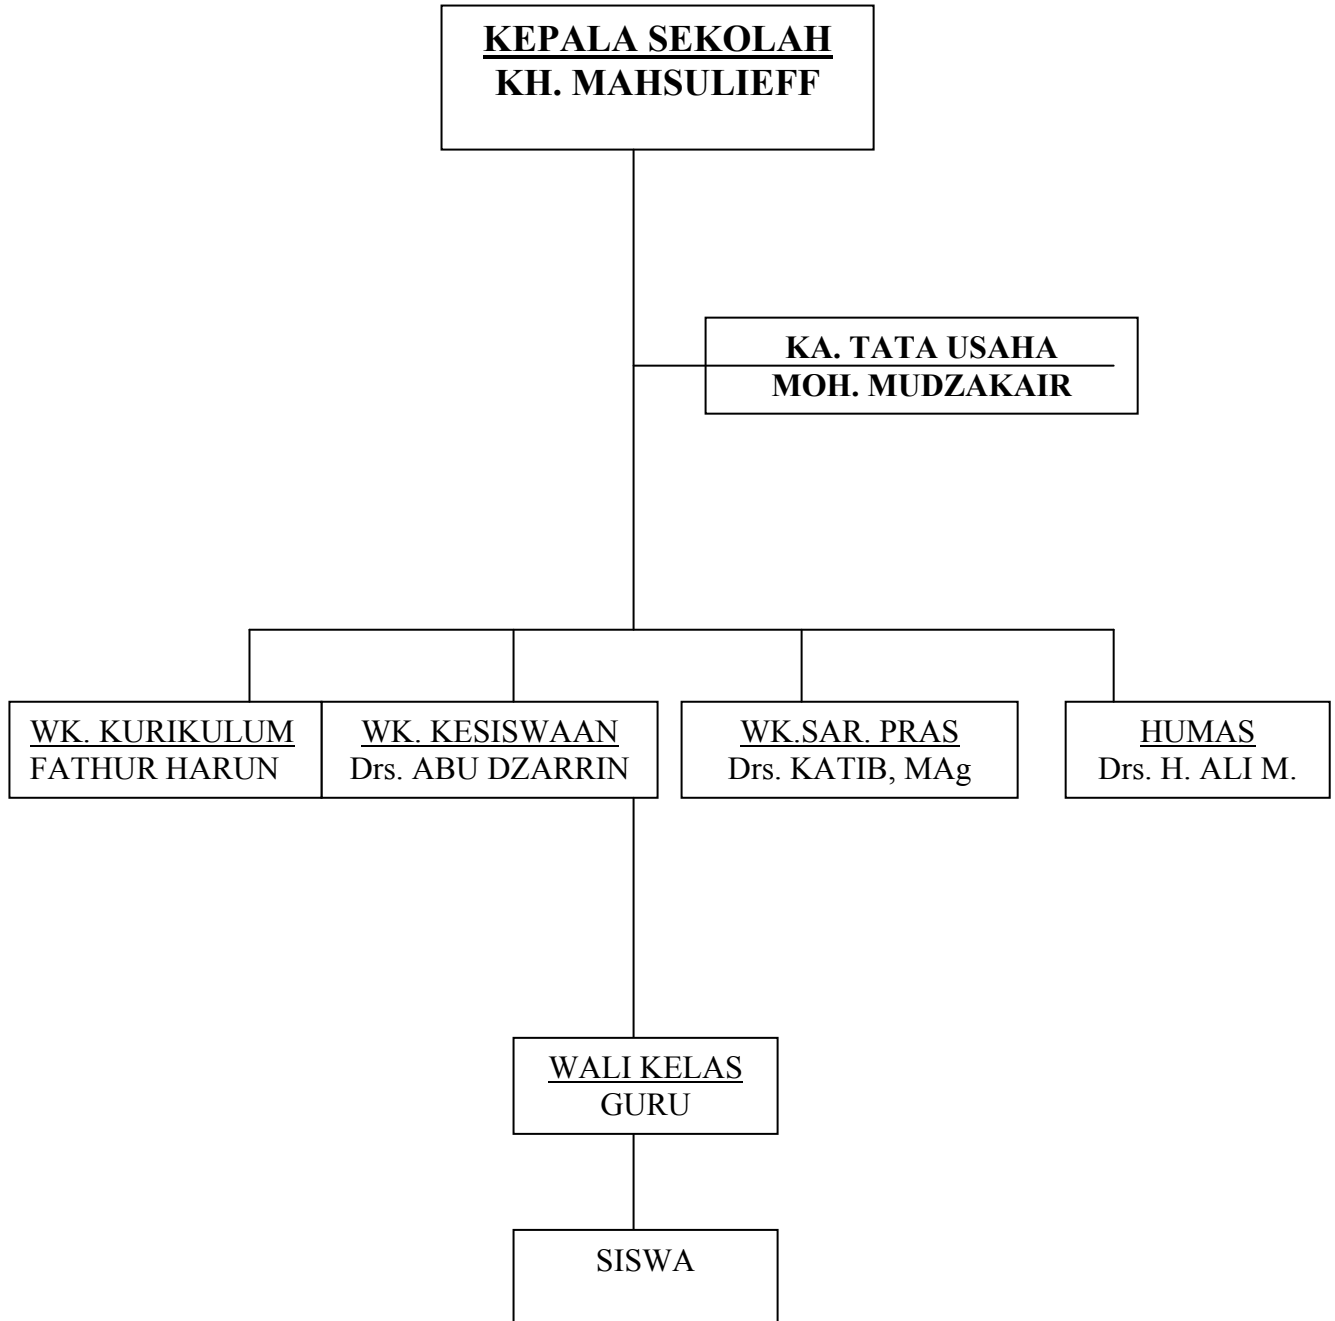 KEPALA SEKOLAH
KH. MAHSULIEFF
KA. TATA USAHA
MOH. MUDZAKAIR
WK. KURIKULUM
FATHUR HARUN
WK. KESISWAAN
Drs. ABU DZARRIN
WK.SAR. PRAS
Drs. KATIB, MAg
HUMAS
Drs. H. ALI M.
WALI KELAS
GURU
SISWA